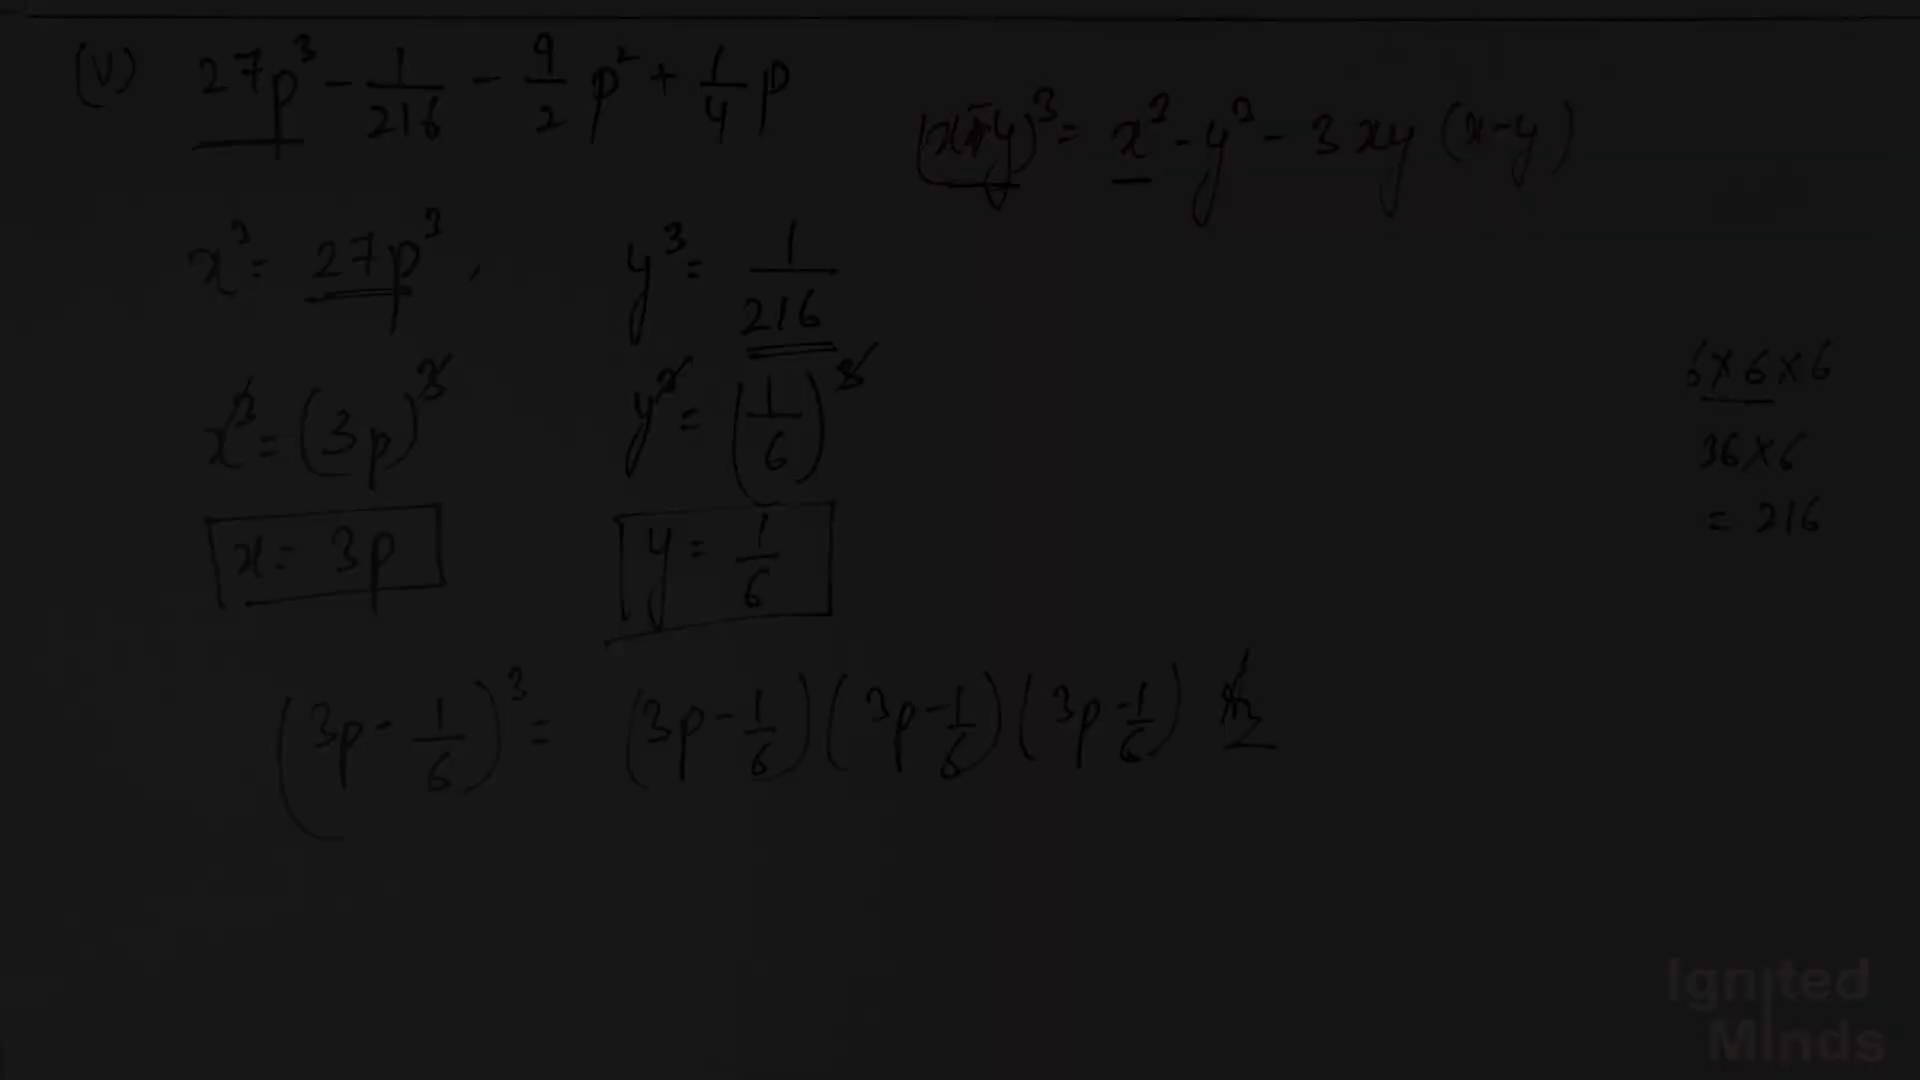 (V) 27p³ - 1/216 - 9/2 p² + 1/4 p
(x-y)³ = x³ - y³ - 3xy (x-y)
x³ = 27p³, y³ = 1/216
x³ = (3p)³ y³ = (1/6)³
x = 3p y = 1/6
6×6×6
36×6
= 216
(3p - 1/6)³ = (3p - 1/6)(3p - 1/6)(3p - 1/6)
Ignited
Minds